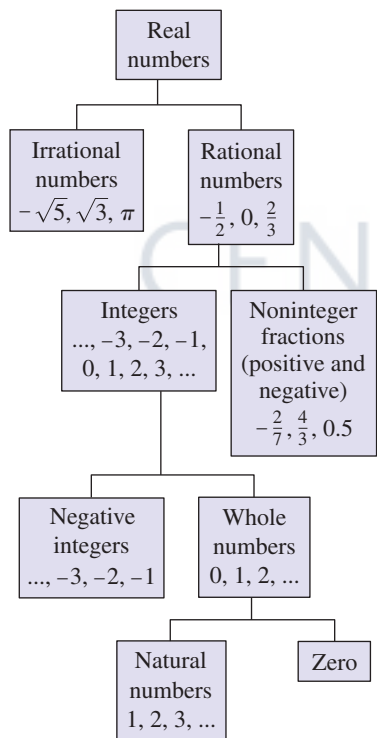 Real
numbers
Irrational
numbers
−√5, √3, π
Rational
numbers
−1/2, 0, 2/3
Integers
..., −3, −2, −1,
0, 1, 2, 3, ...
Noninteger
fractions
(positive and
negative)
−2/7, 4/3, 0.5
Negative
integers
..., −3, −2, −1
Whole
numbers
0, 1, 2, ...
Natural
numbers
1, 2, 3, ...
Zero